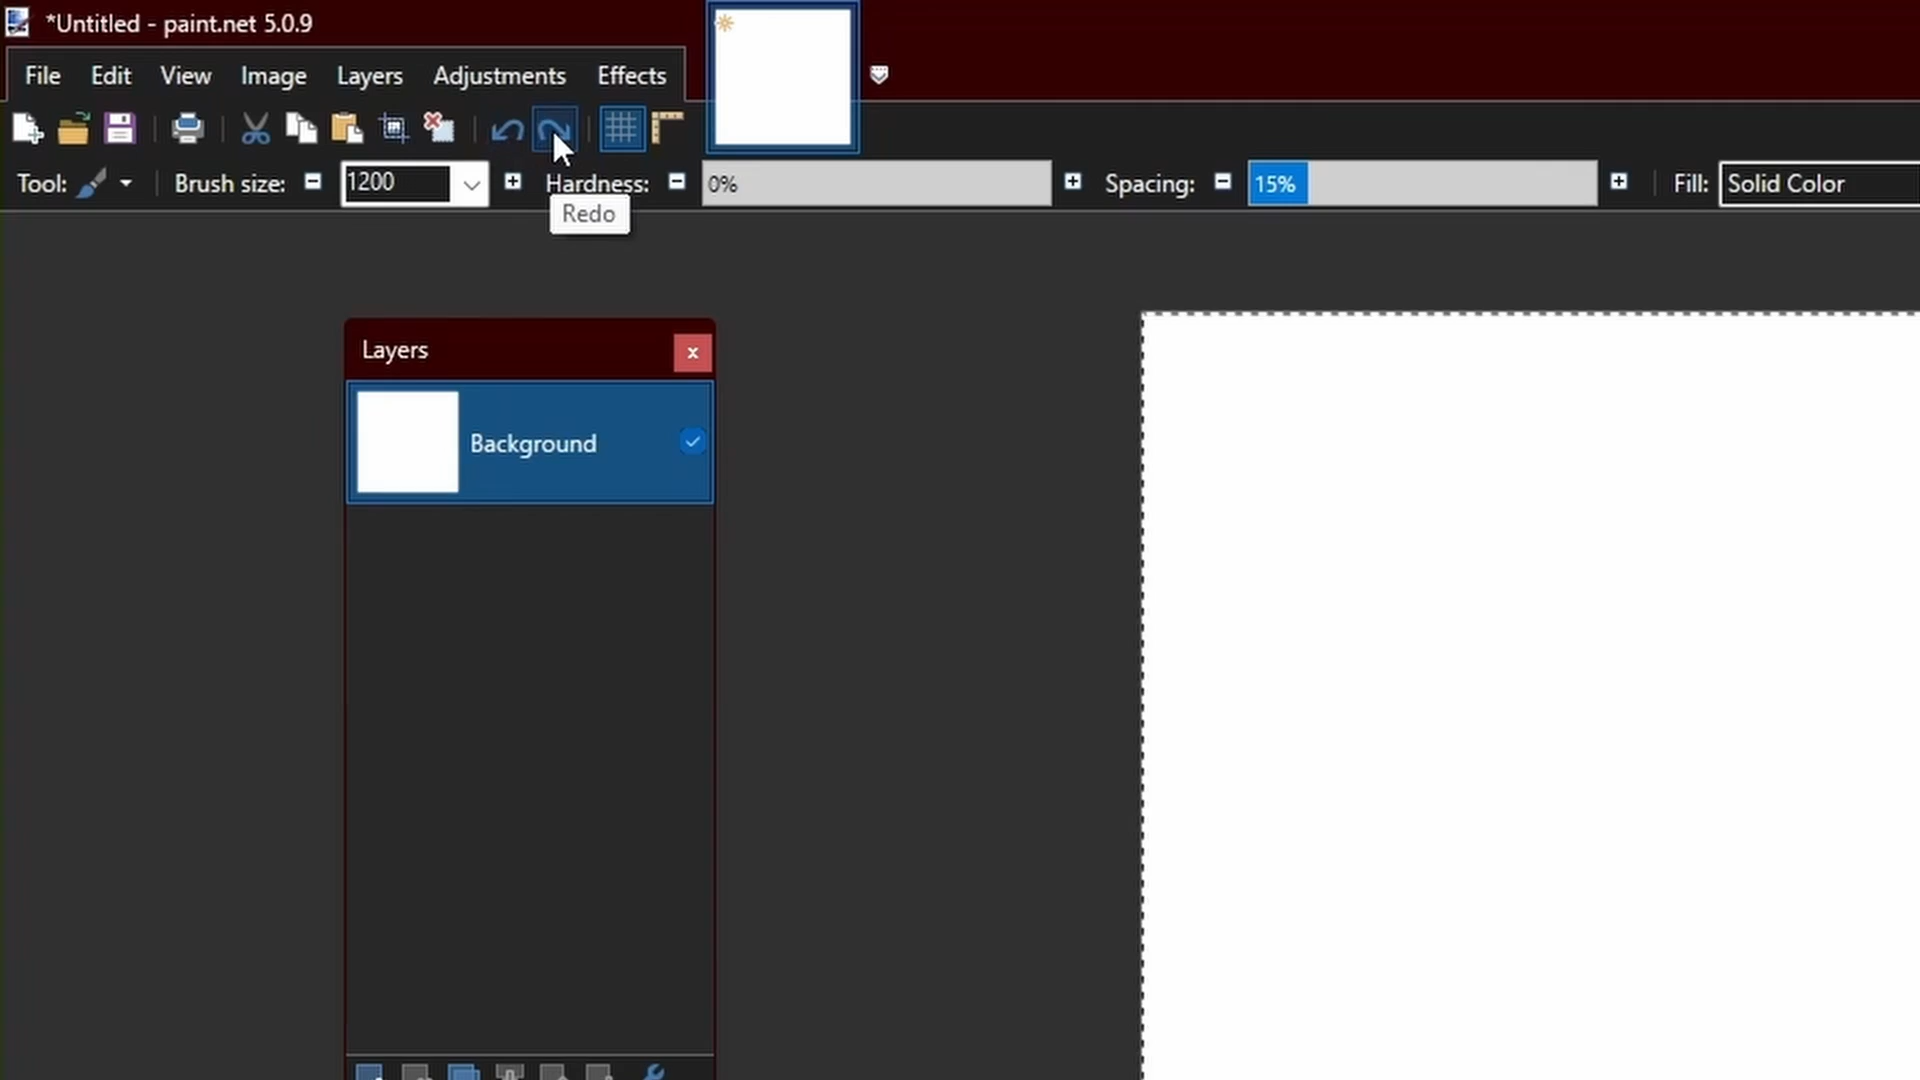 *Untitled - paint.net 5.0.9
File Edit View Image Layers Adjustments Effects
Tool: Brush size: 1200 Hardness: 0% Spacing: 15% Fill: Solid Color
Redo
Layers
Background